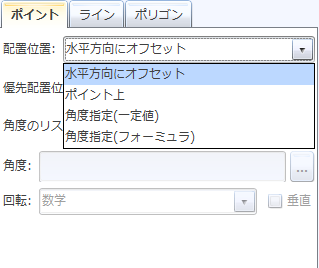 ポイント ライン ポリゴン
配置位置: 水平方向にオフセット
水平方向にオフセット
優先配置位
ポイント上
角度指定(一定値)
角度のリス
角度指定(フォーミュラ)
角度: ...
回転: 数学 垂直